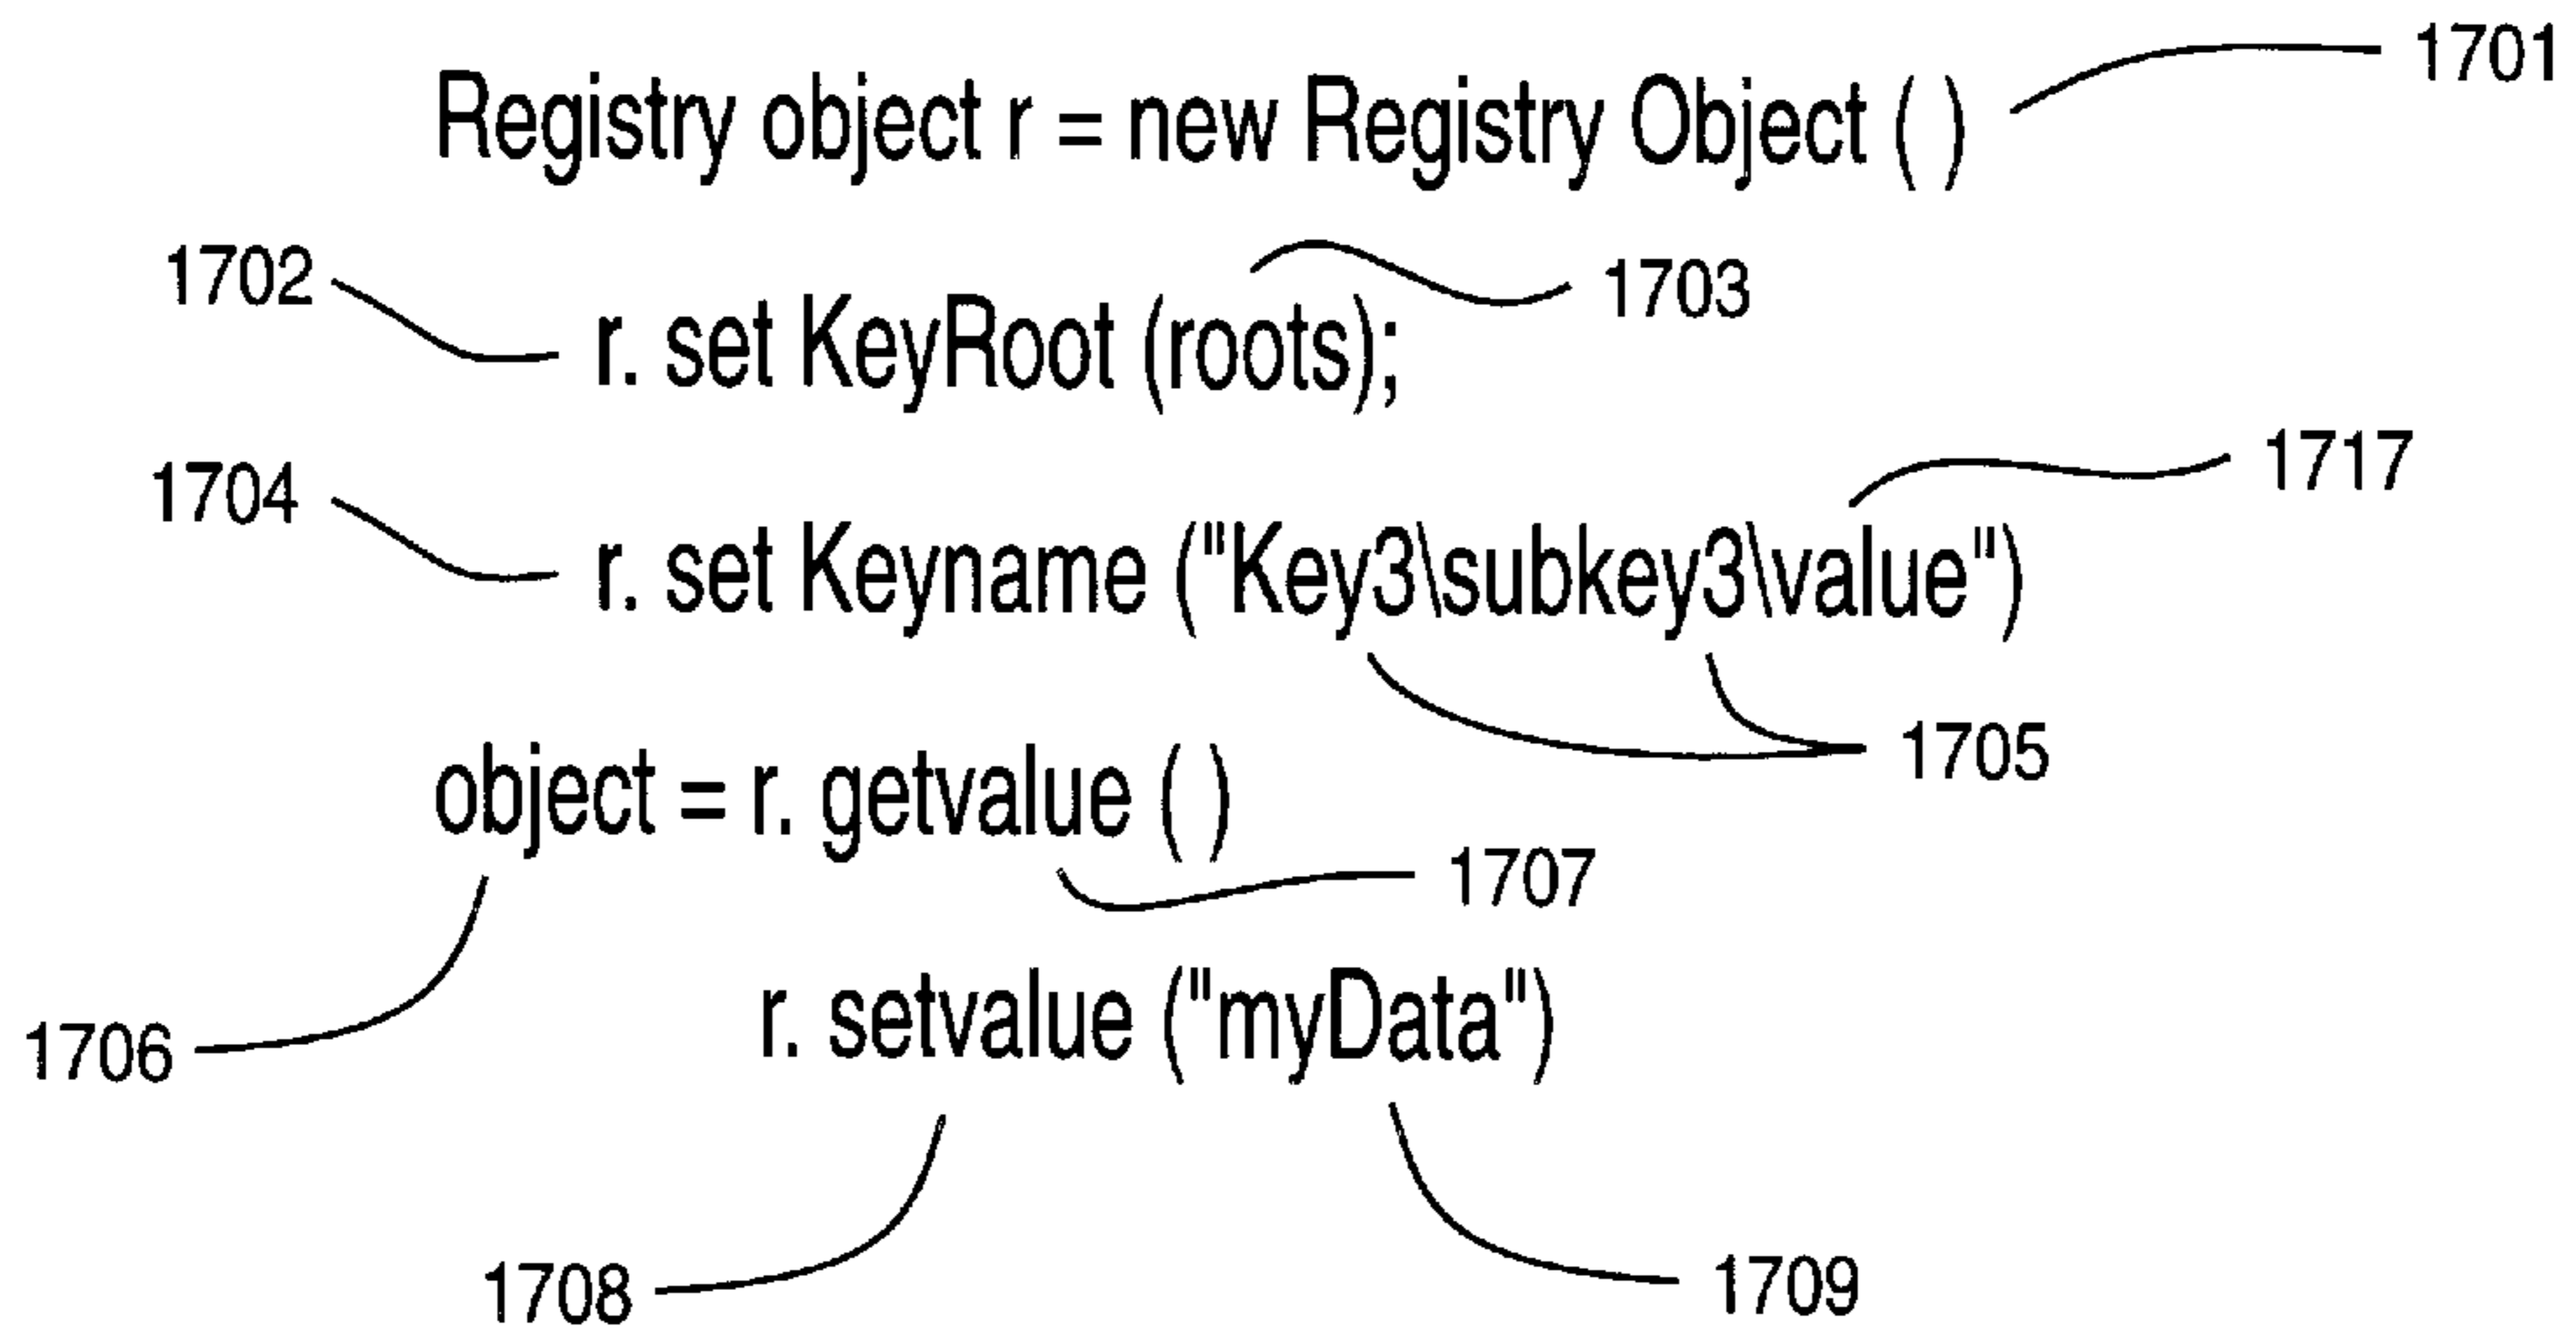 1701
Registry object r = new Registry Object ( )
1702
1703
r. set KeyRoot (roots);
1704
1717
r. set Keyname ("Key3\subkey3\value")
1705
object = r. getvalue ( )
1707
r. setvalue ("myData")
1706
1708
1709